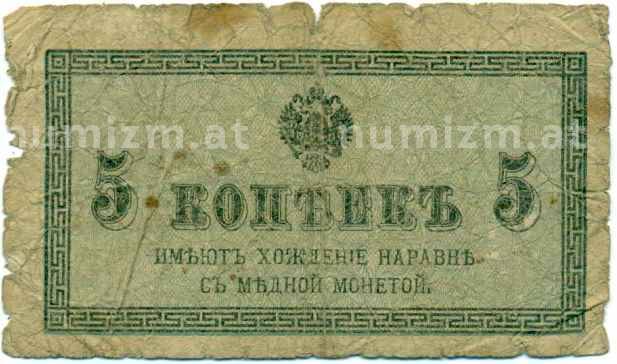 numizm.at numizm.at
5 КОПѢЕКЪ 5
ИМѢЮТЪ ХОЖДЕНІЕ НАРАВНѢ
СЪ МѢДНОЙ МОНЕТОЙ.